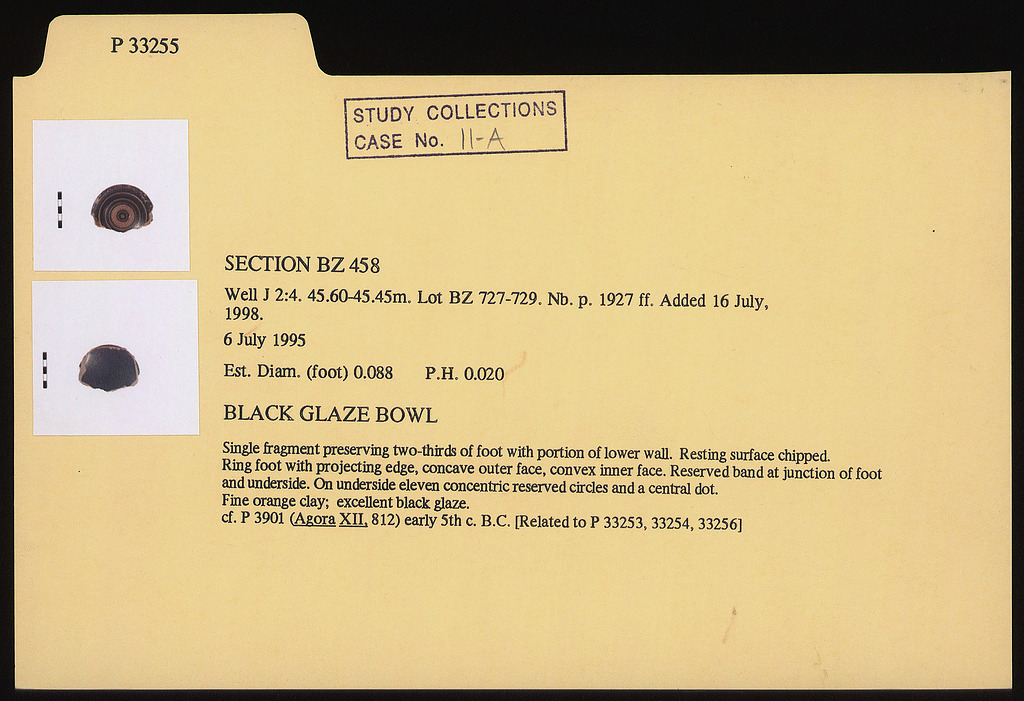 P 33255
STUDY COLLECTIONS
CASE No. 11-A
SECTION BZ 458
Well J 2:4. 45.60-45.45m. Lot BZ 727-729. Nb. p. 1927 ff. Added 16 July,
1998.
6 July 1995
Est. Diam. (foot) 0.088 P.H. 0.020
BLACK GLAZE BOWL
Single fragment preserving two-thirds of foot with portion of lower wall. Resting surface chipped.
Ring foot with projecting edge, concave outer face, convex inner face. Reserved band at junction of foot
and underside. On underside eleven concentric reserved circles and a central dot.
Fine orange clay; excellent black glaze.
cf. P 3901 (Agora XII, 812) early 5th c. B.C. [Related to P 33253, 33254, 33256]